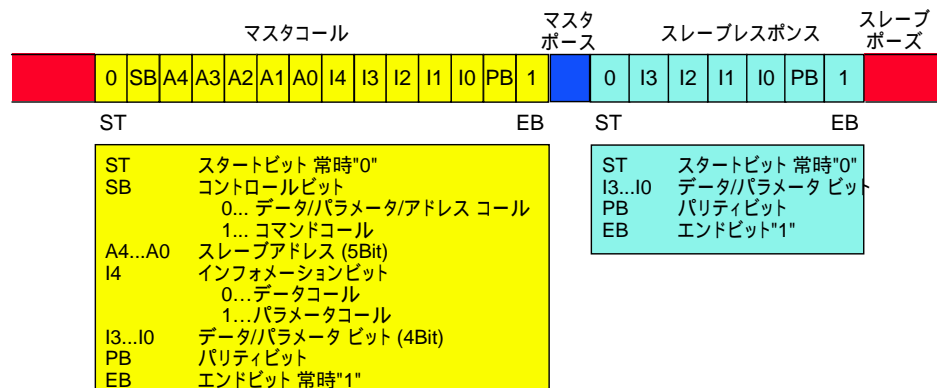 マスタコール
マスタ
ポース
スレーブレスポンス
スレーブ
ポーズ
0 SB A4 A3 A2 A1 A0 I4 I3 I2 I1 I0 PB 1
0 I3 I2 I1 I0 PB 1
ST EB
ST EB
ST スタートビット 常時"0"
SB コントロールビット
0... データ/パラメータ/アドレス コール
1... コマンドコール
A4...A0 スレーブアドレス (5Bit)
I4 インフォメーションビット
0…データコール
1…パラメータコール
I3...I0 データ/パラメータ ビット (4Bit)
PB パリティビット
EB エンドビット 常時"1"
ST スタートビット 常時"0"
I3...I0 データ/パラメータ ビット
PB パリティビット
EB エンドビット"1"